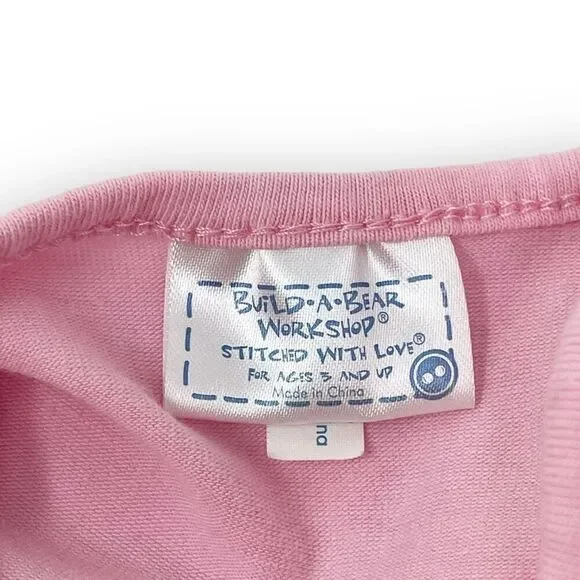 BUILD•A•BEAR
WORKSHOP®
STITCHED WITH LOVE®
FOR AGES 3 AND UP
Made in China